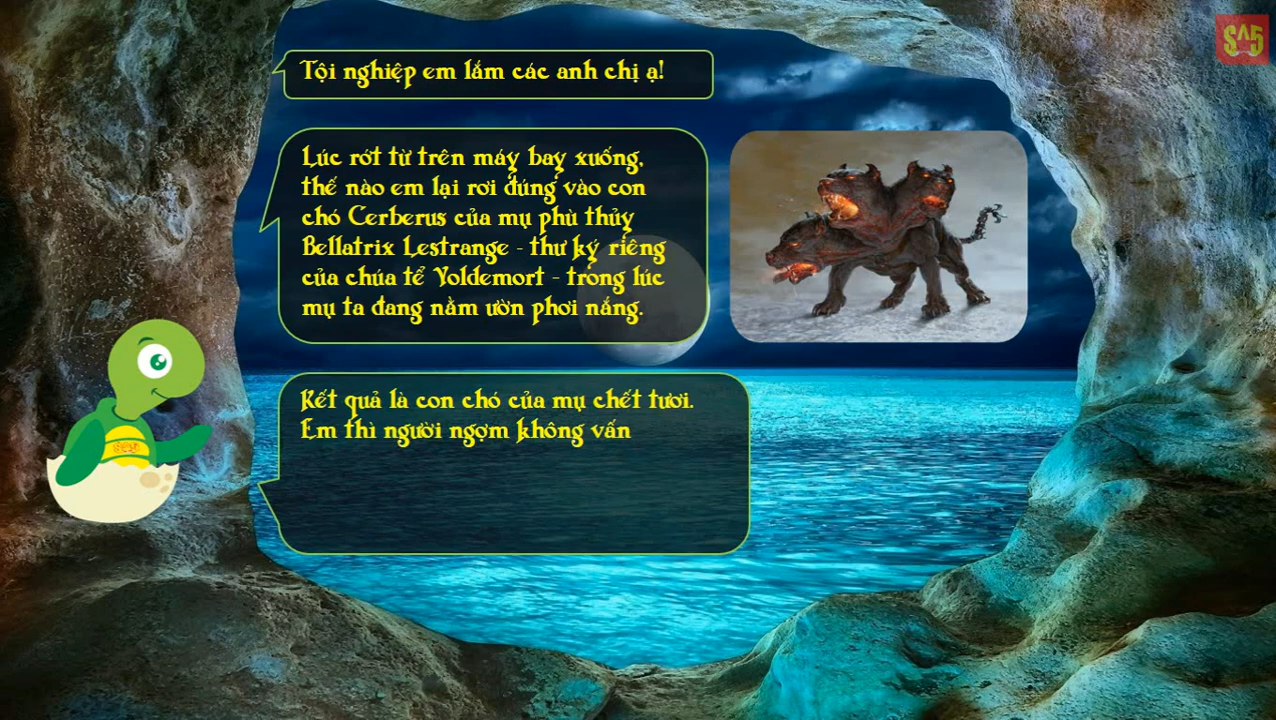 S^5
Tội nghiệp em lắm các anh chị ạ!
Lúc rớt từ trên máy bay xuống,
thế nào em lại rơi đúng vào con
chó Cerberus của mụ phù thủy
Bellatrix Lestrange - thư ký riêng
của chúa tể Voldemort - trong lúc
mụ ta đang nằm ườn phơi nắng.
Kết quả là con chó của mụ chết tươi.
Em thì người ngợm không vấn